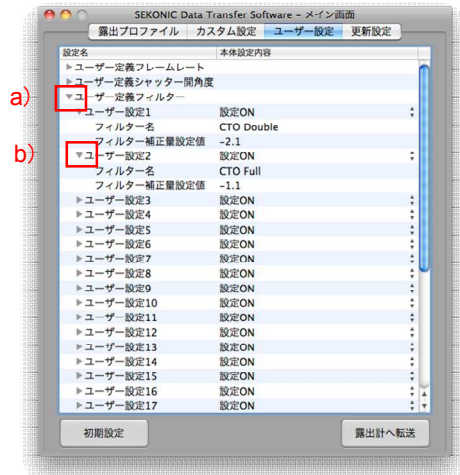 SEKONIC Data Transfer Software – メイン画面
露出プロファイル カスタム設定 ユーザー設定 更新設定
設定名 本体設定内容
▶ユーザー定義フレームレート
▶ユーザー定義シャッター開角度
a) ▼ユーザー定義フィルター
▼ユーザー設定1 設定ON
フィルター名 CTO Double
フィルター補正量設定値 -2.1
b) ▼ユーザー設定2 設定ON
フィルター名 CTO Full
フィルター補正量設定値 -1.1
▶ユーザー設定3 設定ON
▶ユーザー設定4 設定ON
▶ユーザー設定5 設定ON
▶ユーザー設定6 設定ON
▶ユーザー設定7 設定ON
▶ユーザー設定8 設定ON
▶ユーザー設定9 設定ON
▶ユーザー設定10 設定ON
▶ユーザー設定11 設定ON
▶ユーザー設定12 設定ON
▶ユーザー設定13 設定ON
▶ユーザー設定14 設定ON
▶ユーザー設定15 設定ON
▶ユーザー設定16 設定ON
▶ユーザー設定17 設定ON
初期設定 露出計へ転送